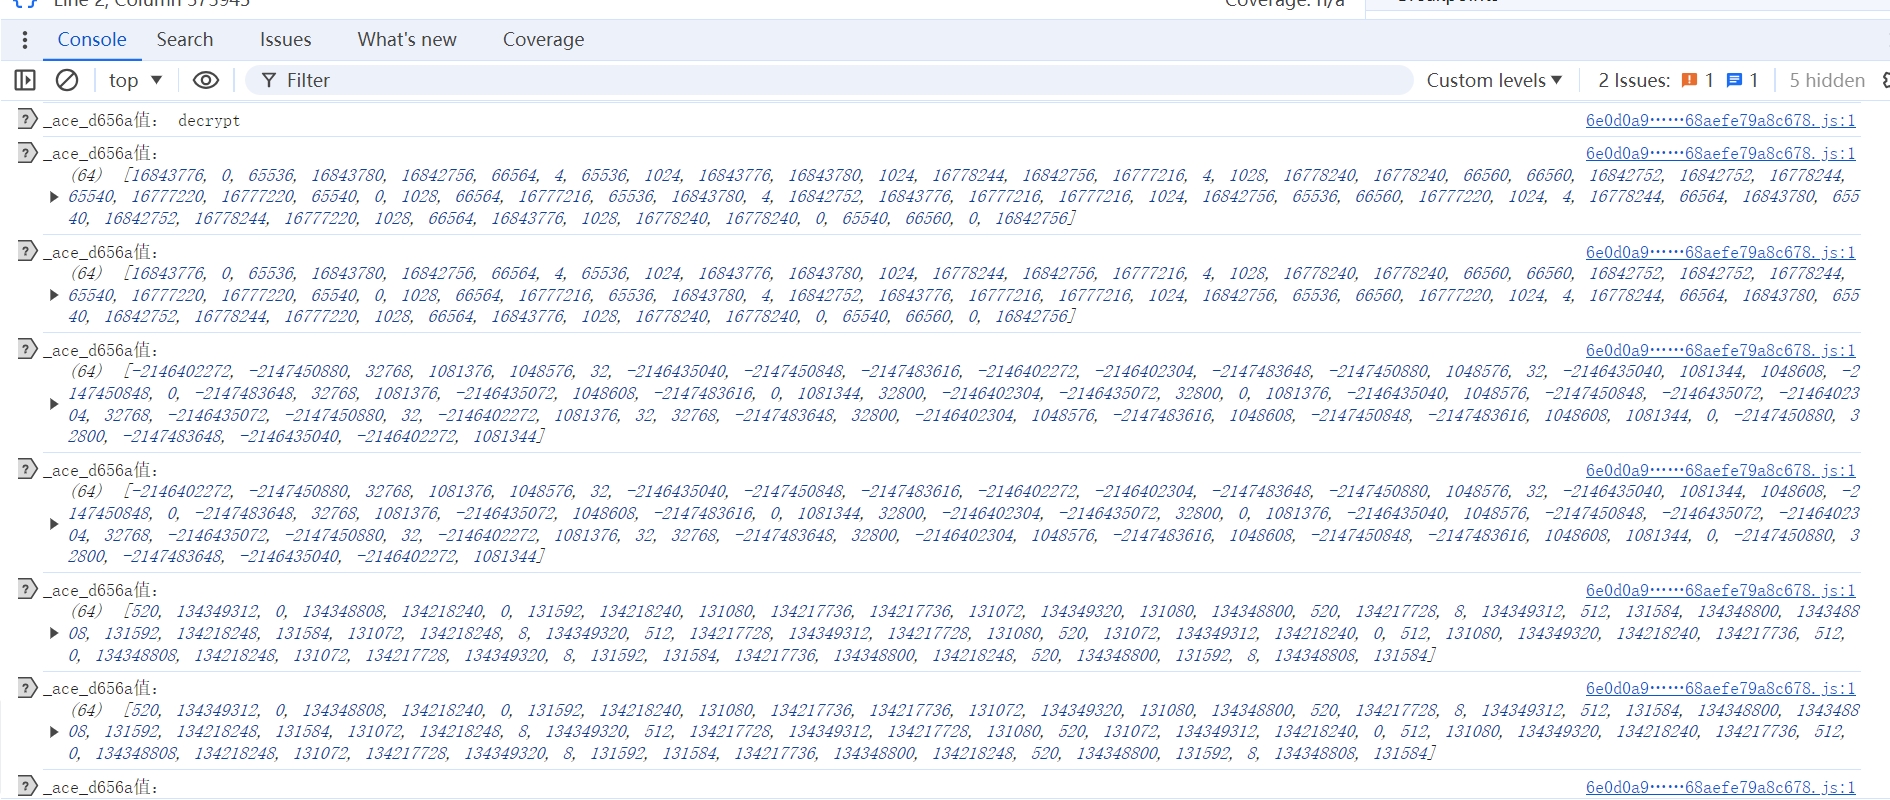 Line 2, Column 575945
Coverage: n/a
Breakpoints
Console Search Issues What's new Coverage
top ▼ Filter Custom levels ▼ 2 Issues: 1 1 5 hidden
_ace_d656a值： decrypt 6e0d0a9……68aefe79a8c678.js:1
_ace_d656a值： 6e0d0a9……68aefe79a8c678.js:1
(64) [16843776, 0, 65536, 16843780, 16842756, 66564, 4, 65536, 1024, 16843776, 16843780, 1024, 16778244, 16842756, 16777216, 4, 1028, 16778240, 16778240, 66560, 66560, 16842752, 16842752, 16778244,
65540, 16777220, 16777220, 65540, 0, 1028, 66564, 16777216, 65536, 16843780, 4, 16842752, 16843776, 16777216, 16777216, 1024, 16842756, 65536, 66560, 16777220, 1024, 4, 16778244, 66564, 16843780, 655
40, 16842752, 16778244, 16777220, 1028, 66564, 16843776, 1028, 16778240, 16778240, 0, 65540, 66560, 0, 16842756]
_ace_d656a值： 6e0d0a9……68aefe79a8c678.js:1
(64) [16843776, 0, 65536, 16843780, 16842756, 66564, 4, 65536, 1024, 16843776, 16843780, 1024, 16778244, 16842756, 16777216, 4, 1028, 16778240, 16778240, 66560, 66560, 16842752, 16842752, 16778244,
65540, 16777220, 16777220, 65540, 0, 1028, 66564, 16777216, 65536, 16843780, 4, 16842752, 16843776, 16777216, 16777216, 1024, 16842756, 65536, 66560, 16777220, 1024, 4, 16778244, 66564, 16843780, 655
40, 16842752, 16778244, 16777220, 1028, 66564, 16843776, 1028, 16778240, 16778240, 0, 65540, 66560, 0, 16842756]
_ace_d656a值： 6e0d0a9……68aefe79a8c678.js:1
(64) [-2146402272, -2147450880, 32768, 1081376, 1048576, 32, -2146435040, -2147450848, -2147483616, -2146402272, -2146402304, -2147483648, -2147450880, 1048576, 32, -2146435040, 1081344, 1048608, -2
147450848, 0, -2147483648, 32768, 1081376, -2146435072, 1048608, -2147483616, 0, 1081344, 32800, -2146402304, -2146435072, 32800, 0, 1081376, -2146435040, 1048576, -2147450848, -2146435072, -21464023
04, 32768, -2146435072, -2147450880, 32, -2146402272, 1081376, 32, 32768, -2147483648, 32800, -2146402304, 1048576, -2147483616, 1048608, -2147450848, -2147483616, 1048608, 1081344, 0, -2147450880, 3
2800, -2147483648, -2146435040, -2146402272, 1081344]
_ace_d656a值： 6e0d0a9……68aefe79a8c678.js:1
(64) [-2146402272, -2147450880, 32768, 1081376, 1048576, 32, -2146435040, -2147450848, -2147483616, -2146402272, -2146402304, -2147483648, -2147450880, 1048576, 32, -2146435040, 1081344, 1048608, -2
147450848, 0, -2147483648, 32768, 1081376, -2146435072, 1048608, -2147483616, 0, 1081344, 32800, -2146402304, -2146435072, 32800, 0, 1081376, -2146435040, 1048576, -2147450848, -2146435072, -21464023
04, 32768, -2146435072, -2147450880, 32, -2146402272, 1081376, 32, 32768, -2147483648, 32800, -2146402304, 1048576, -2147483616, 1048608, -2147450848, -2147483616, 1048608, 1081344, 0, -2147450880, 3
2800, -2147483648, -2146435040, -2146402272, 1081344]
_ace_d656a值： 6e0d0a9……68aefe79a8c678.js:1
(64) [520, 134349312, 0, 134348808, 134218240, 0, 131592, 134218240, 131080, 134217736, 134217736, 131072, 134349320, 131080, 134348800, 520, 134217728, 8, 134349312, 512, 131584, 134348800, 1343488
08, 131592, 134218248, 131584, 131072, 134218248, 8, 134349320, 512, 134217728, 134349312, 134217728, 131080, 520, 131072, 134349312, 134218240, 0, 512, 131080, 134349320, 134218240, 134217736, 512,
0, 134348808, 134218248, 131072, 134217728, 134349320, 8, 131592, 131584, 134217736, 134348800, 134218248, 520, 134348800, 131592, 8, 134348808, 131584]
_ace_d656a值： 6e0d0a9……68aefe79a8c678.js:1
(64) [520, 134349312, 0, 134348808, 134218240, 0, 131592, 134218240, 131080, 134217736, 134217736, 131072, 134349320, 131080, 134348800, 520, 134217728, 8, 134349312, 512, 131584, 134348800, 1343488
08, 131592, 134218248, 131584, 131072, 134218248, 8, 134349320, 512, 134217728, 134349312, 134217728, 131080, 520, 131072, 134349312, 134218240, 0, 512, 131080, 134349320, 134218240, 134217736, 512,
0, 134348808, 134218248, 131072, 134217728, 134349320, 8, 131592, 131584, 134217736, 134348800, 134218248, 520, 134348800, 131592, 8, 134348808, 131584]
_ace_d656a值： 6e0d0a9……68aefe79a8c678.js:1